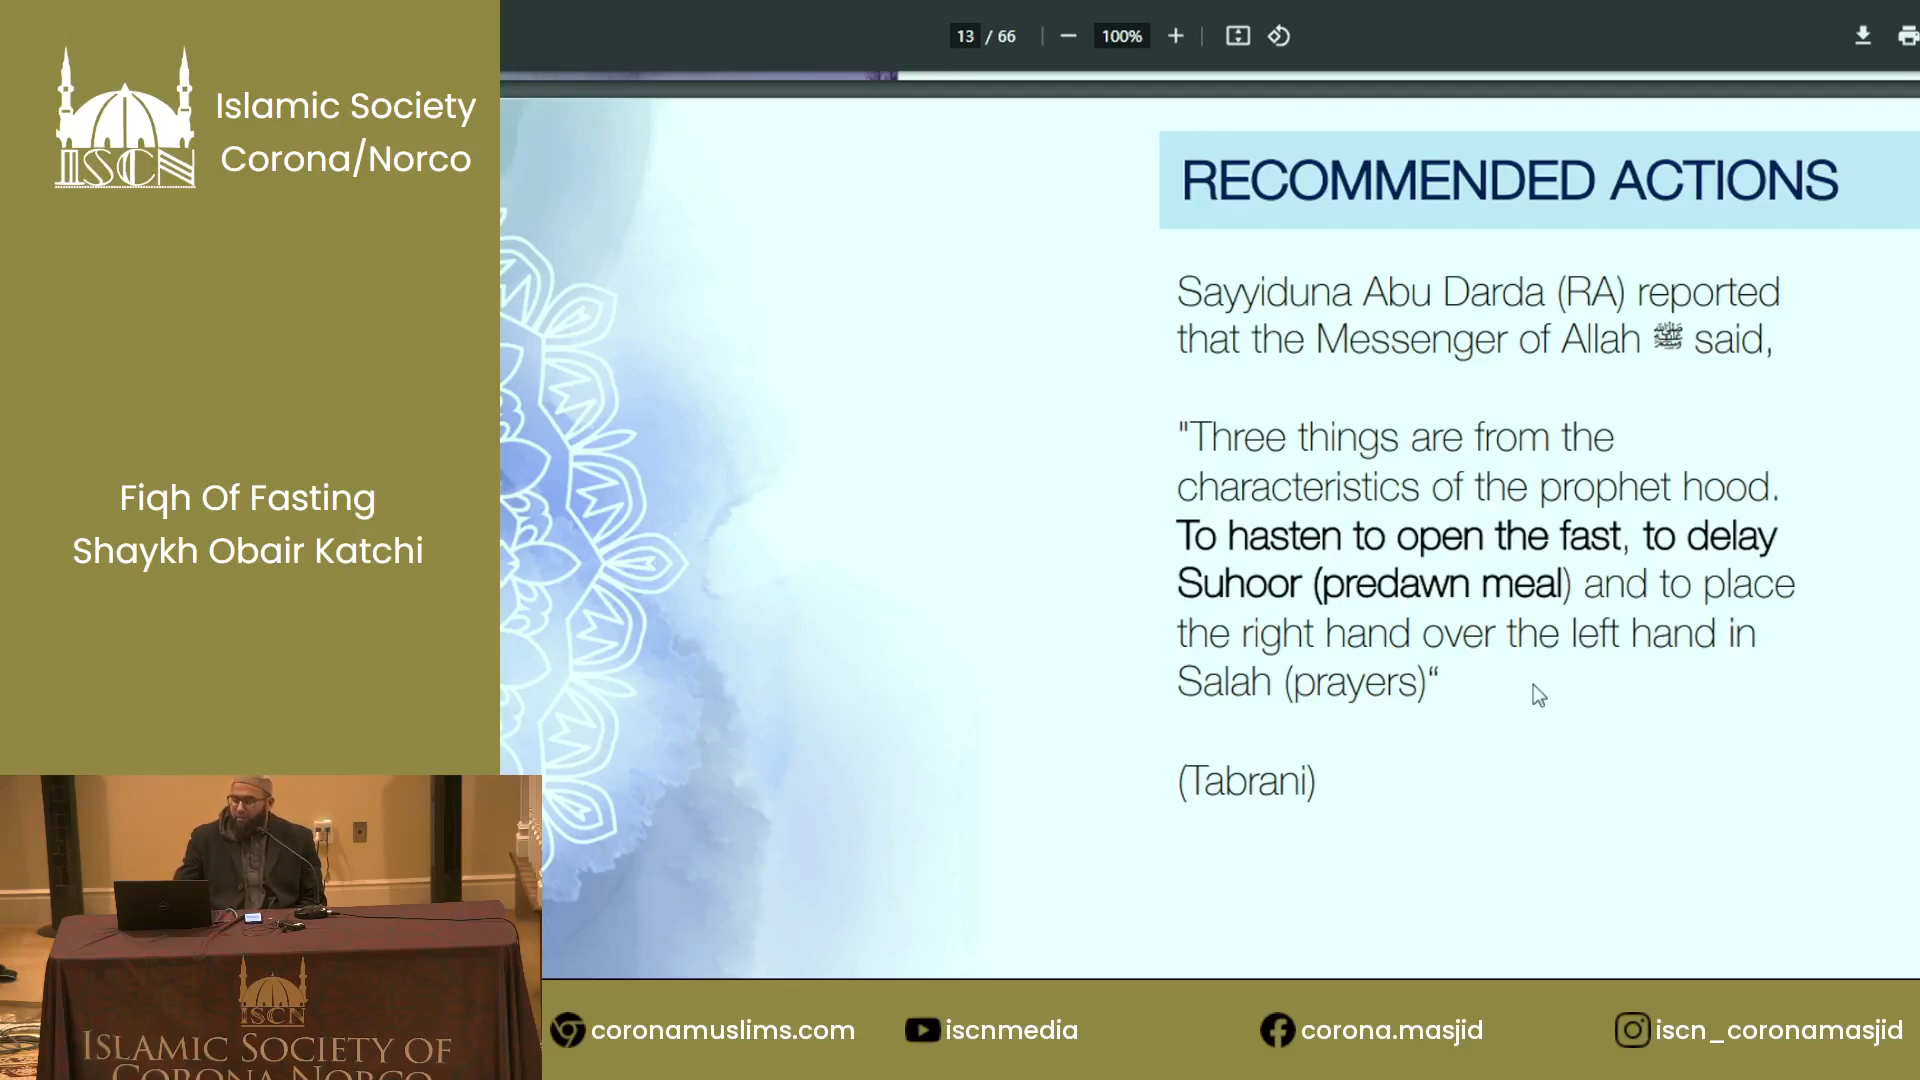 Islamic Society
Corona/Norco
ISCN
Fiqh Of Fasting
Shaykh Obair Katchi
13 / 66
100%
RECOMMENDED ACTIONS
Sayyiduna Abu Darda (RA) reported
that the Messenger of Allah ﷺ said,
"Three things are from the
characteristics of the prophet hood.
To hasten to open the fast, to delay
Suhoor (predawn meal) and to place
the right hand over the left hand in
Salah (prayers)“
(Tabrani)
ISCN
ISLAMIC SOCIETY OF
CORONA NORCO
coronamuslims.com
iscnmedia
corona.masjid
iscn_coronamasjid